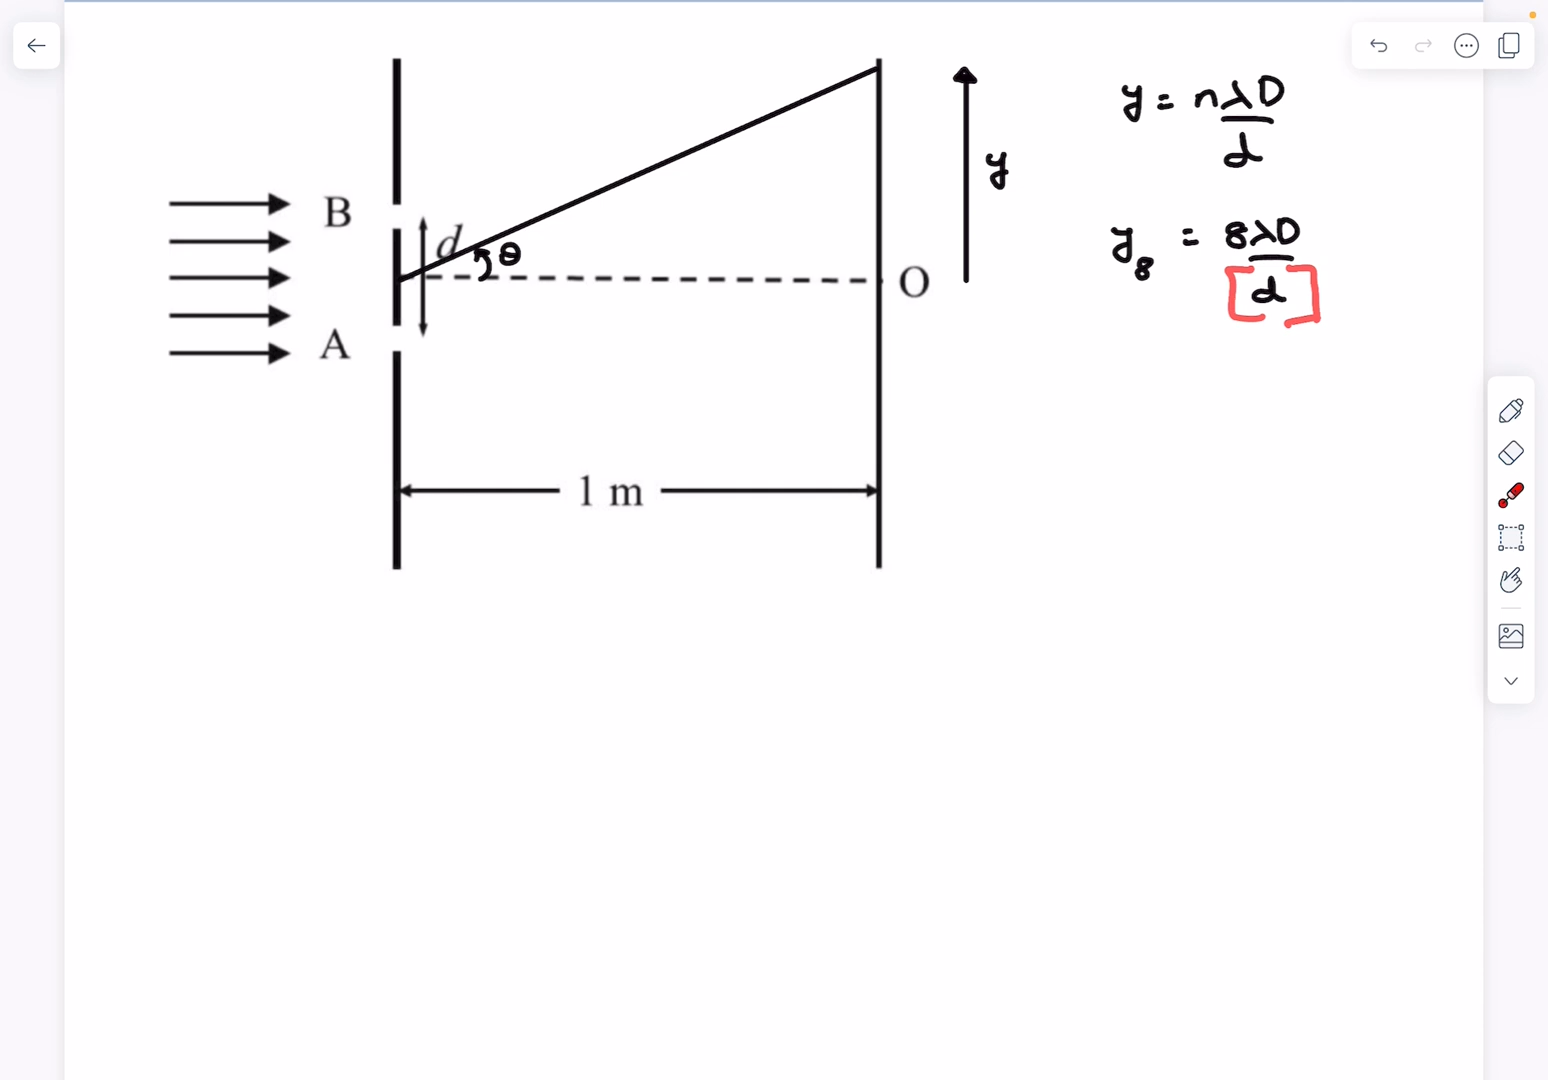 B
d
θ
O
A
1 m
y
y = nλD
d
y₈ = 8λD
[d]